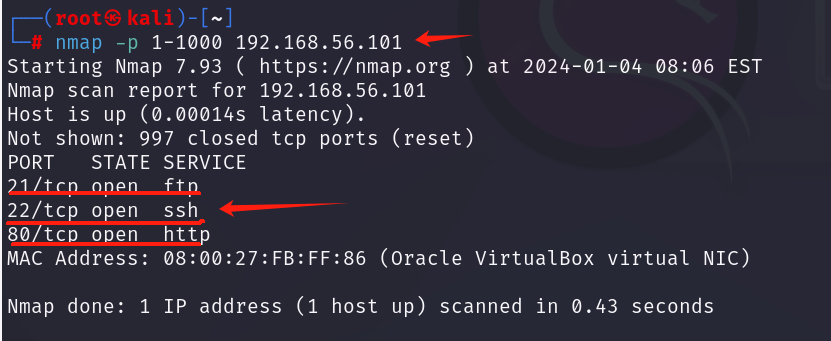 ┌──(root㉿kali)-[~]
└─# nmap -p 1-1000 192.168.56.101
Starting Nmap 7.93 ( https://nmap.org ) at 2024-01-04 08:06 EST
Nmap scan report for 192.168.56.101
Host is up (0.00014s latency).
Not shown: 997 closed tcp ports (reset)
PORT   STATE SERVICE
21/tcp open  ftp
22/tcp open  ssh
80/tcp open  http
MAC Address: 08:00:27:FB:FF:86 (Oracle VirtualBox virtual NIC)
Nmap done: 1 IP address (1 host up) scanned in 0.43 seconds